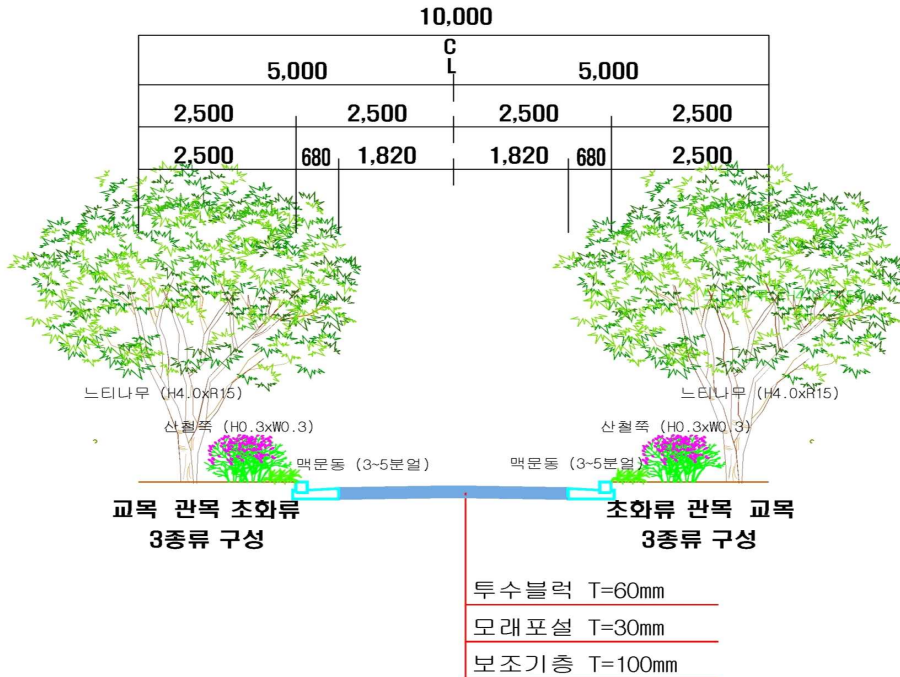 10,000
C
L
5,000 5,000
2,500 2,500 2,500 2,500
2,500 680 1,820 1,820 680 2,500
느티나무 (H4.0xR15) 느티나무 (H4.0xR15)
산철쭉 (H0.3xW0.3) 산철쭉 (H0.3xW0.3)
맥문동 (3~5분얼) 맥문동 (3~5분얼)
교목 관목 초화류 초화류 관목 교목
3종류 구성 3종류 구성
투수블럭 T=60mm
모래포설 T=30mm
보조기층 T=100mm